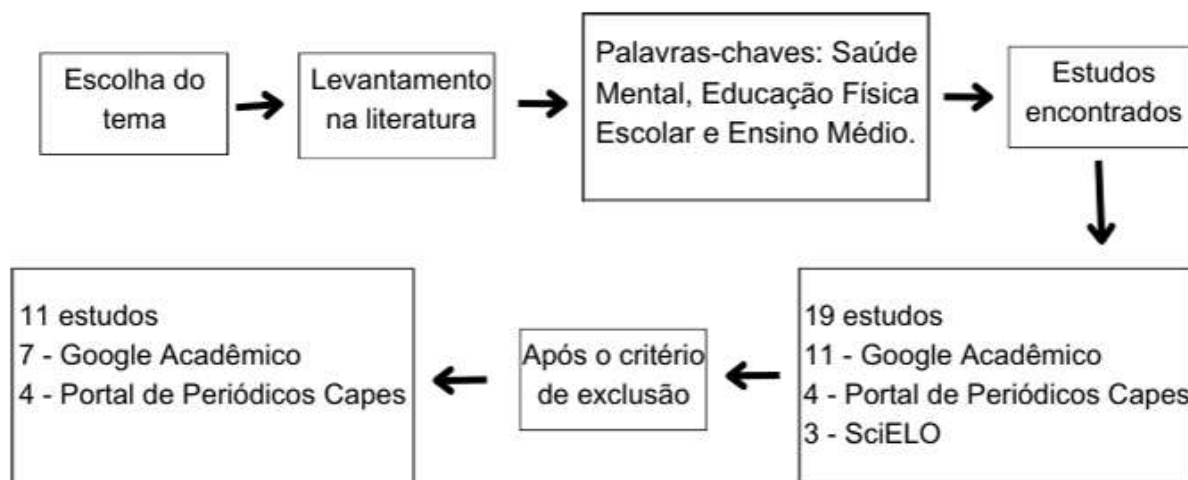 Escolha do
tema
Levantamento
na literatura
Palavras-chaves: Saúde
Mental, Educação Física
Escolar e Ensino Médio.
Estudos
encontrados
19 estudos
11 - Google Acadêmico
4 - Portal de Periódicos Capes
3 - SciELO
Após o critério
de exclusão
11 estudos
7 - Google Acadêmico
4 - Portal de Periódicos Capes